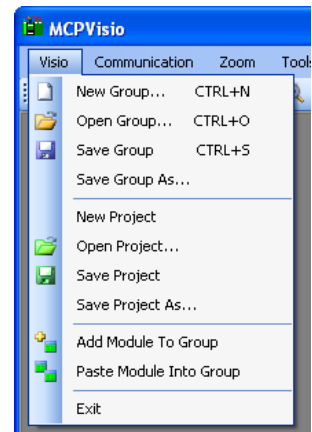 MCPVisio
Visio Communication Zoom Tools
New Group... CTRL+N
Open Group... CTRL+O
Save Group CTRL+S
Save Group As...
New Project
Open Project...
Save Project
Save Project As...
Add Module To Group
Paste Module Into Group
Exit